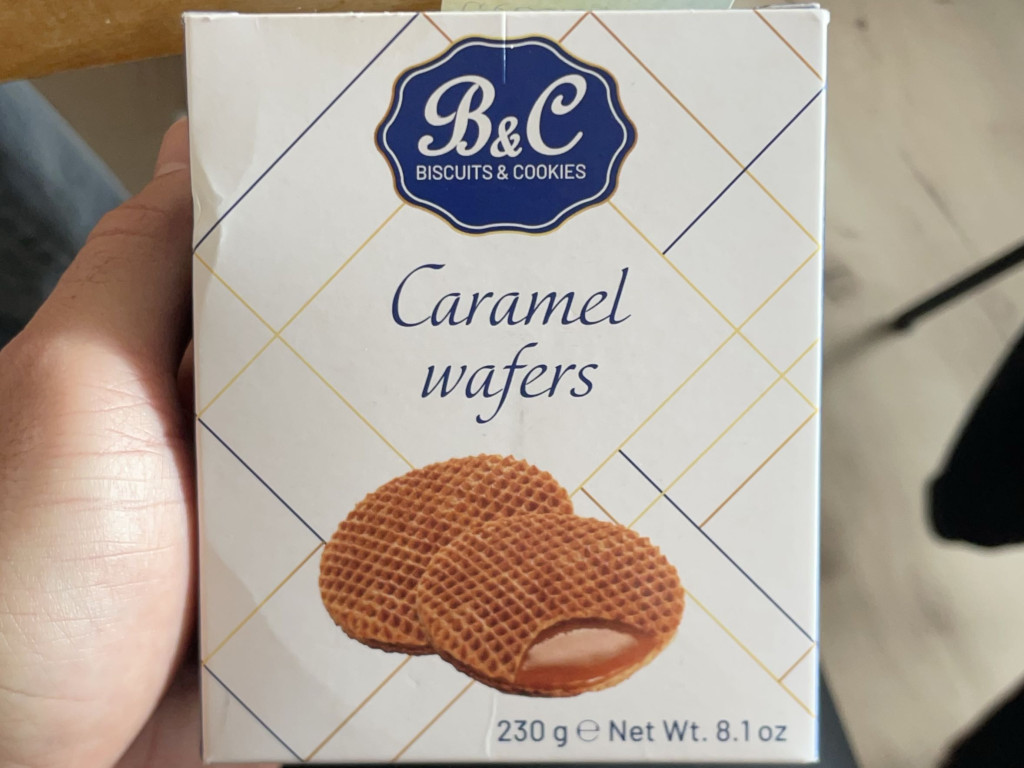 B&C
BISCUITS & COOKIES
Caramel
wafers
230 g ℮ Net Wt. 8.1 oz